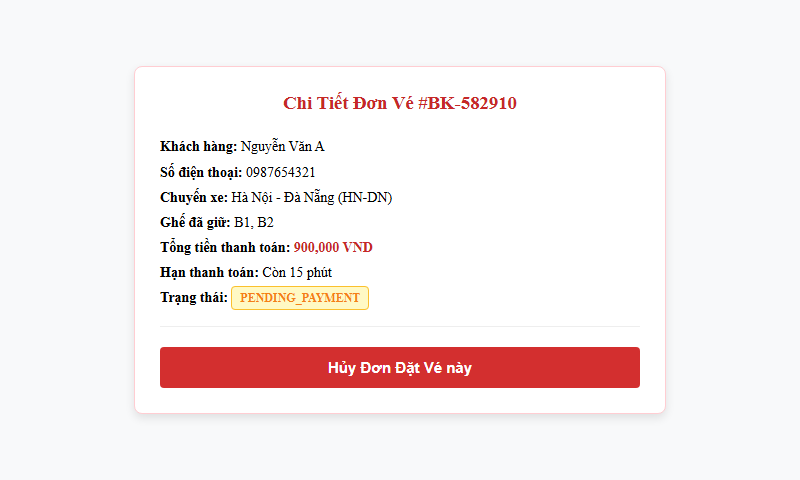 Chi Tiết Đơn Vé #BK-582910
Khách hàng: Nguyễn Văn A
Số điện thoại: 0987654321
Chuyến xe: Hà Nội - Đà Nẵng (HN-DN)
Ghế đã giữ: B1, B2
Tổng tiền thanh toán: 900,000 VND
Hạn thanh toán: Còn 15 phút
Trạng thái: PENDING_PAYMENT
Hủy Đơn Đặt Vé này